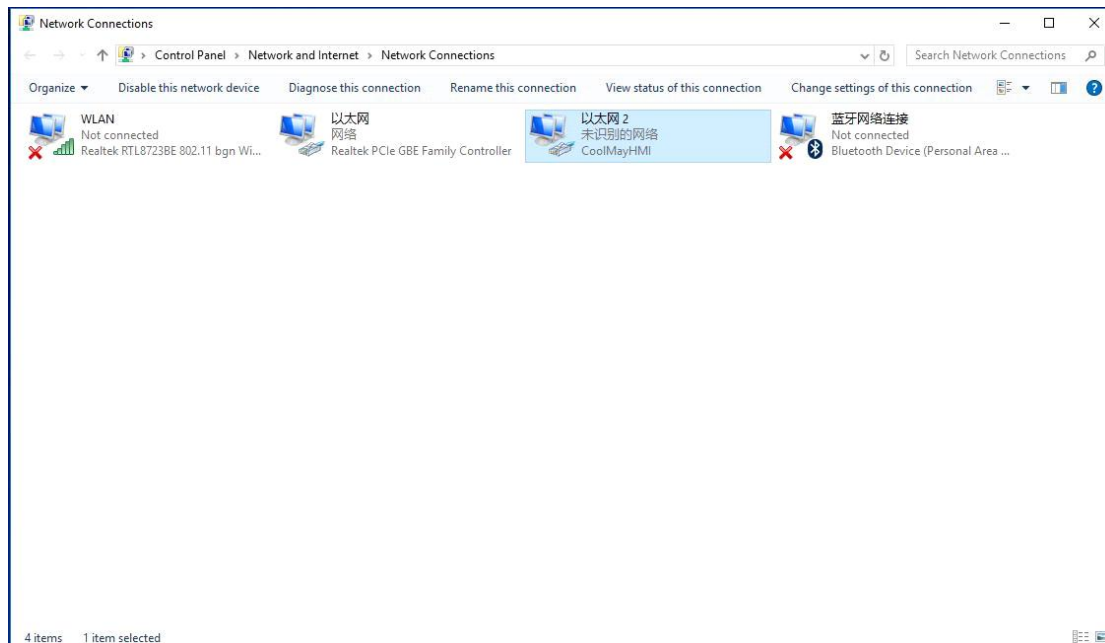 Network Connections
Control Panel > Network and Internet > Network Connections
Search Network Connections
Organize Disable this network device Diagnose this connection Rename this connection View status of this connection Change settings of this connection
WLAN
Not connected
Realtek RTL8723BE 802.11 bgn Wi...
以太网
网络
Realtek PCIe GBE Family Controller
以太网 2
未识别的网络
CoolMayHMI
蓝牙网络连接
Not connected
Bluetooth Device (Personal Area ...
4 items 1 item selected